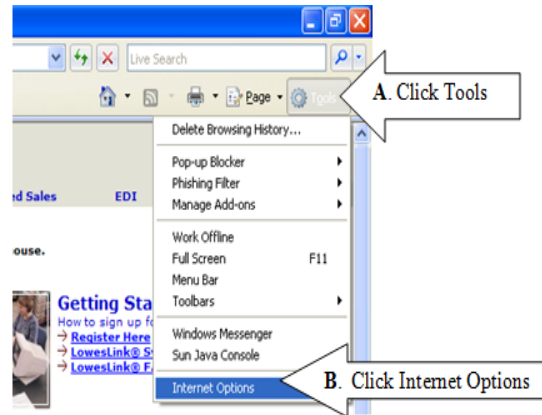 Live Search
Page Tools
A. Click Tools
Delete Browsing History...
Pop-up Blocker
Phishing Filter
Manage Add-ons
ed Sales EDI
Work Offline
ouse.
Full Screen F11
Menu Bar
Toolbars
Getting Sta
How to sign up fo
Register Here
Windows Messenger
LowesLink® S
Sun Java Console
LowesLink® F
Internet Options
B. Click Internet Options